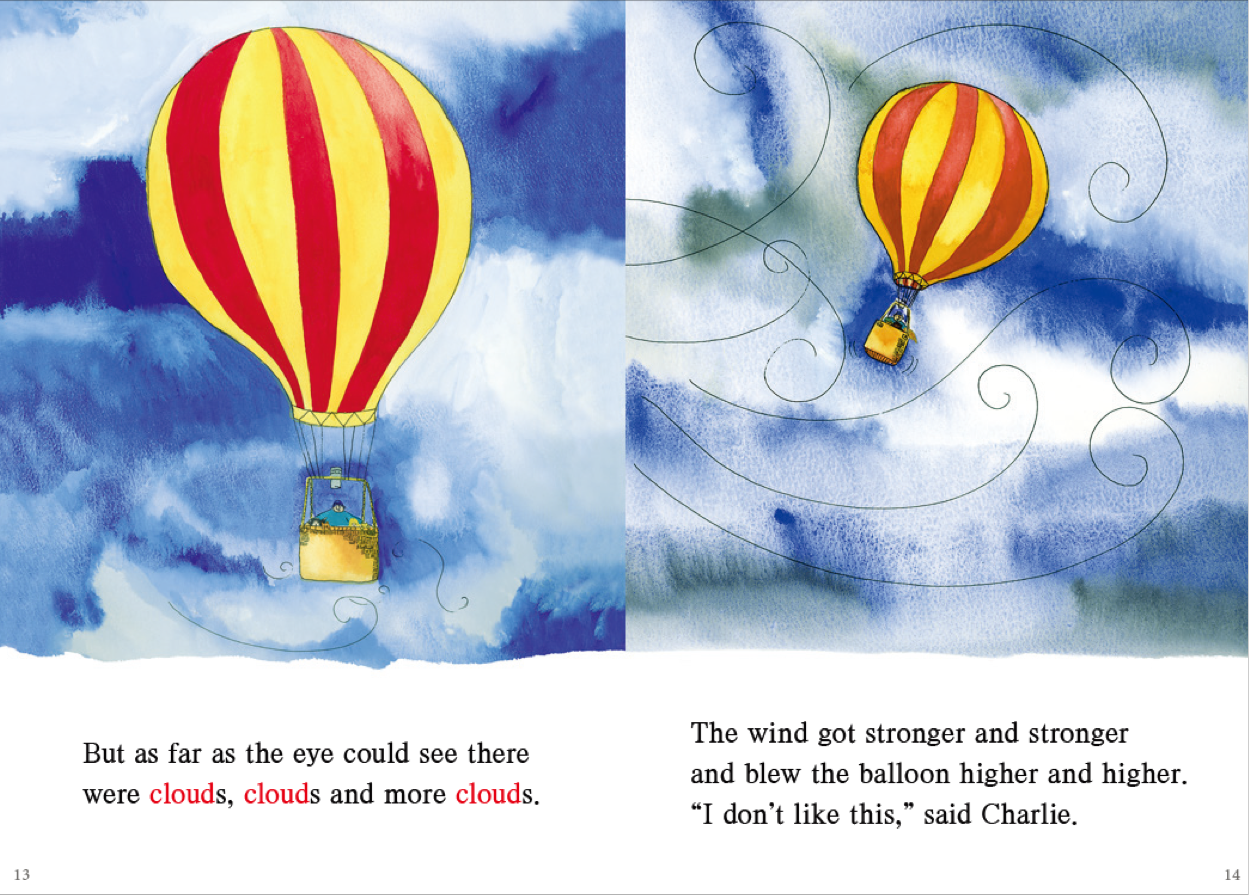 But as far as the eye could see there
were clouds, clouds and more clouds.
13
The wind got stronger and stronger
and blew the balloon higher and higher.
“I don’t like this,” said Charlie.
14